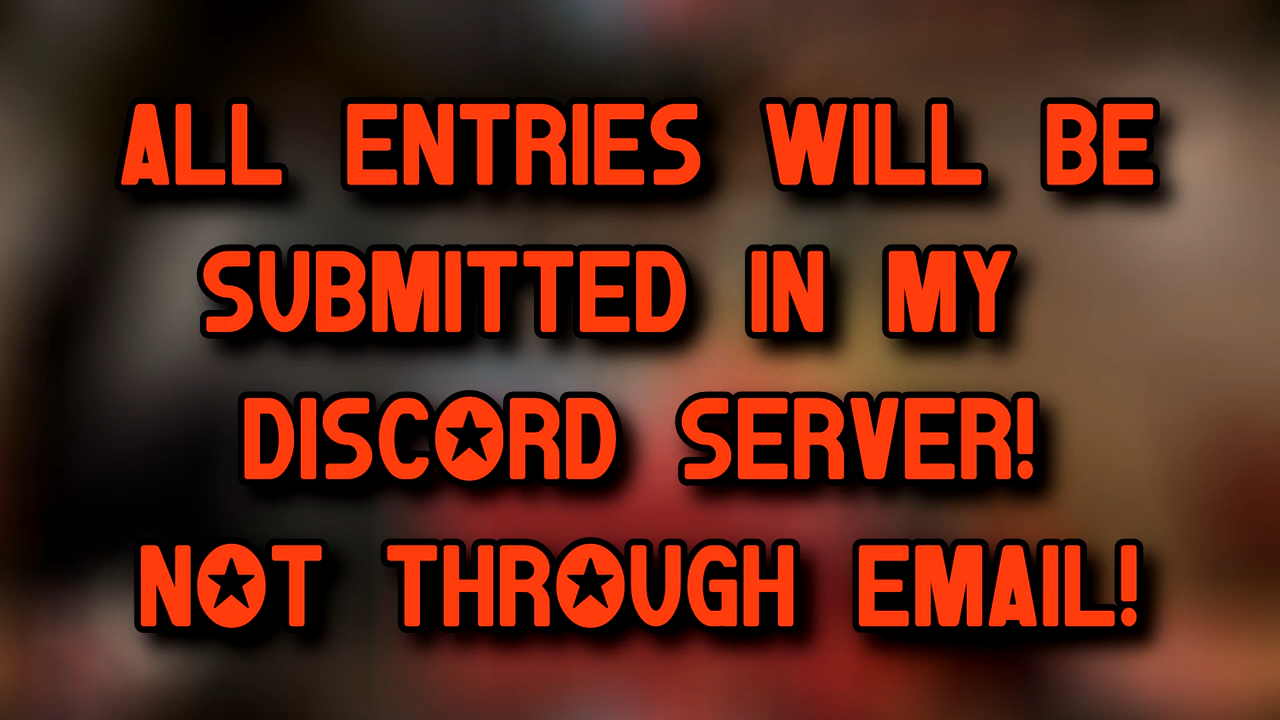 ALL ENTRIES WILL BE
SUBMITTED IN MY
DISCORD SERVER!
NOT THROUGH EMAIL!